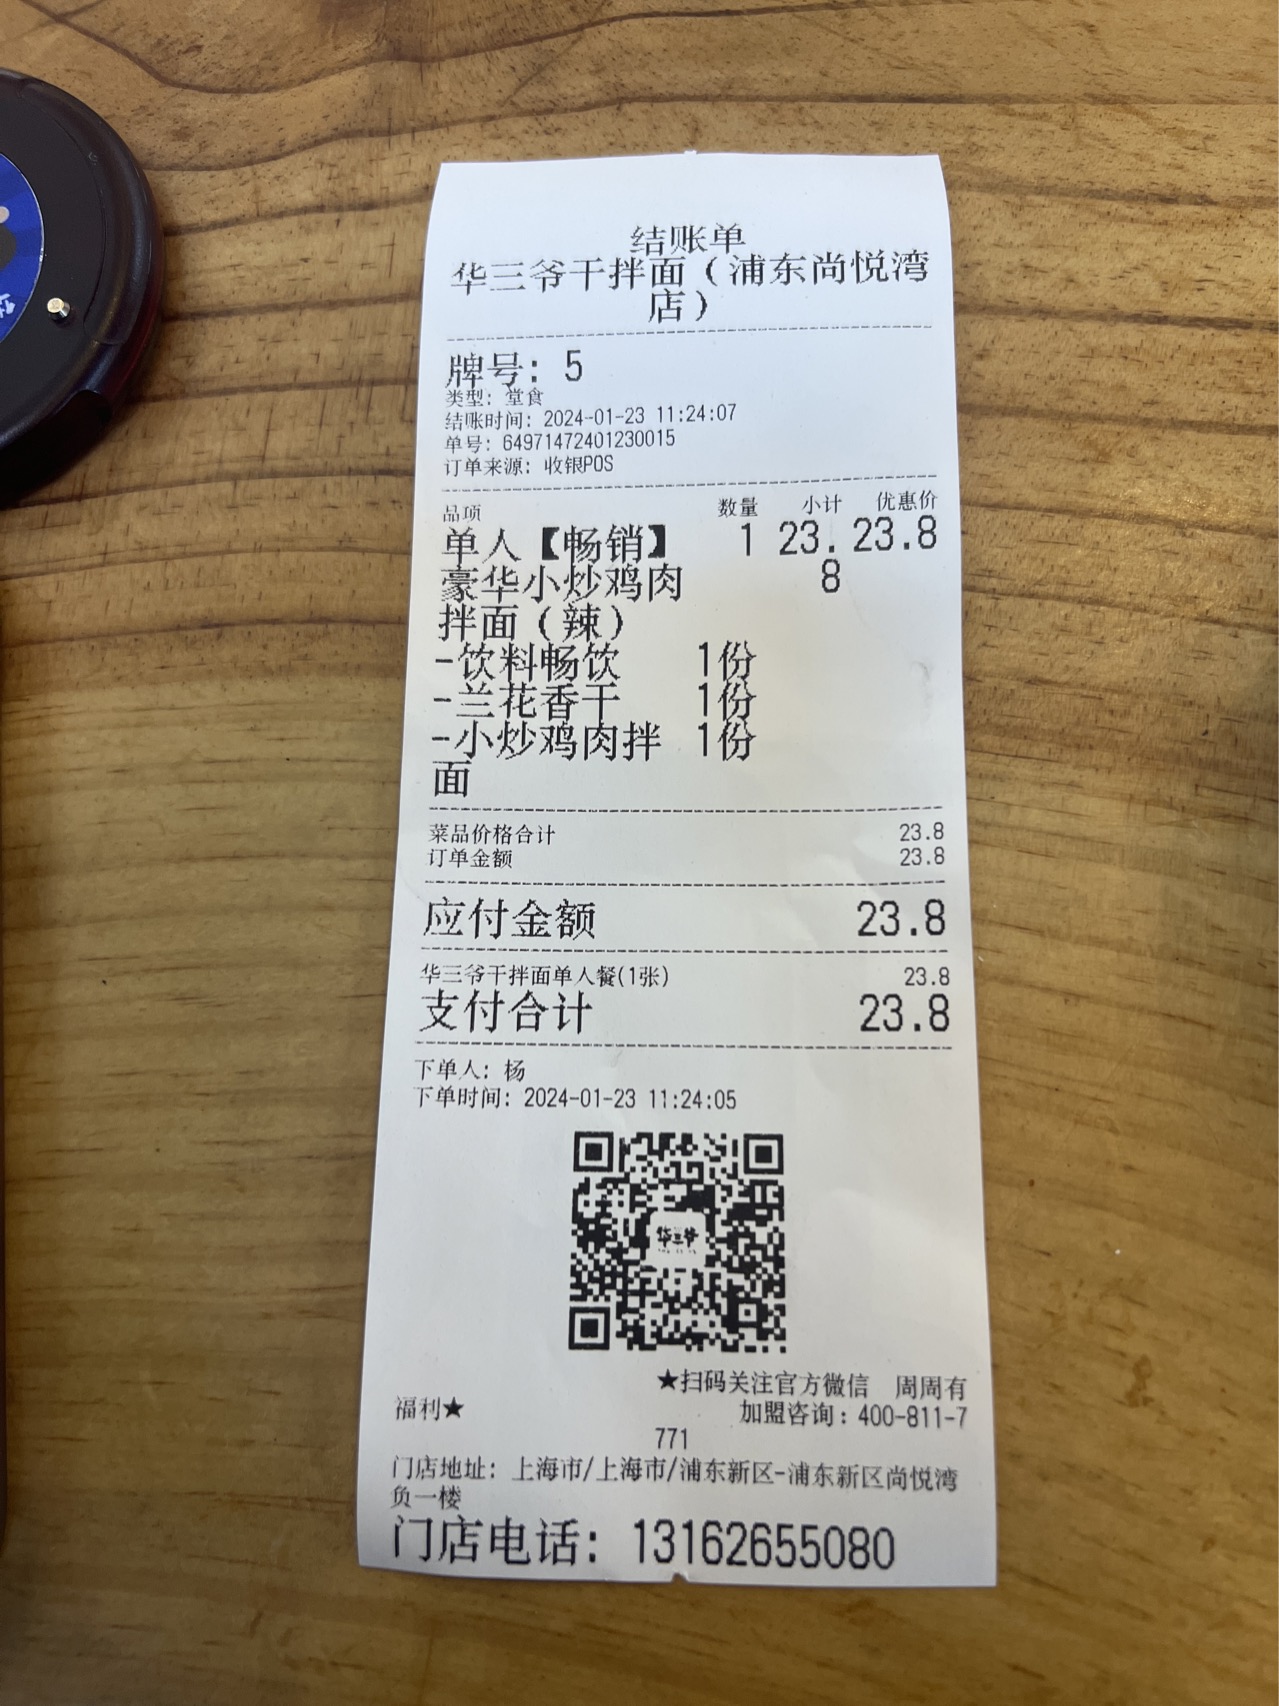 结账单
华三爷干拌面（浦东尚悦湾
店）
牌号：5
类型：堂食
结账时间：2024-01-23 11:24:07
单号：64971472401230015
订单来源：收银POS
品项 数量 小计 优惠价
单人【畅销】 1 23. 23.8
豪华小炒鸡肉 8
拌面（辣）
-饮料畅饮 1份
-兰花香干 1份
-小炒鸡肉拌 1份
面
菜品价格合计 23.8
订单金额 23.8
应付金额 23.8
华三爷干拌面单人餐(1张) 23.8
支付合计 23.8
下单人：杨
下单时间：2024-01-23 11:24:05
华三爷
★扫码关注官方微信 周周有
福利★ 加盟咨询：400-811-7
771
门店地址：上海市/上海市/浦东新区-浦东新区尚悦湾
负一楼
门店电话：13162655080